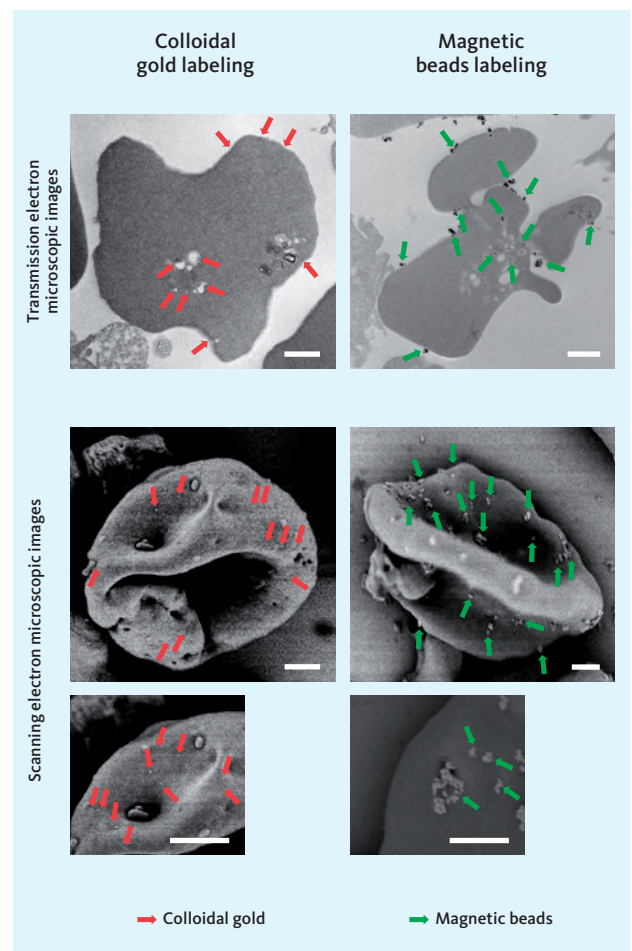 Colloidal
gold labeling
Magnetic
beads labeling
Transmission electron
microscopic images
Scanning electron microscopic images
Colloidal gold
Magnetic beads